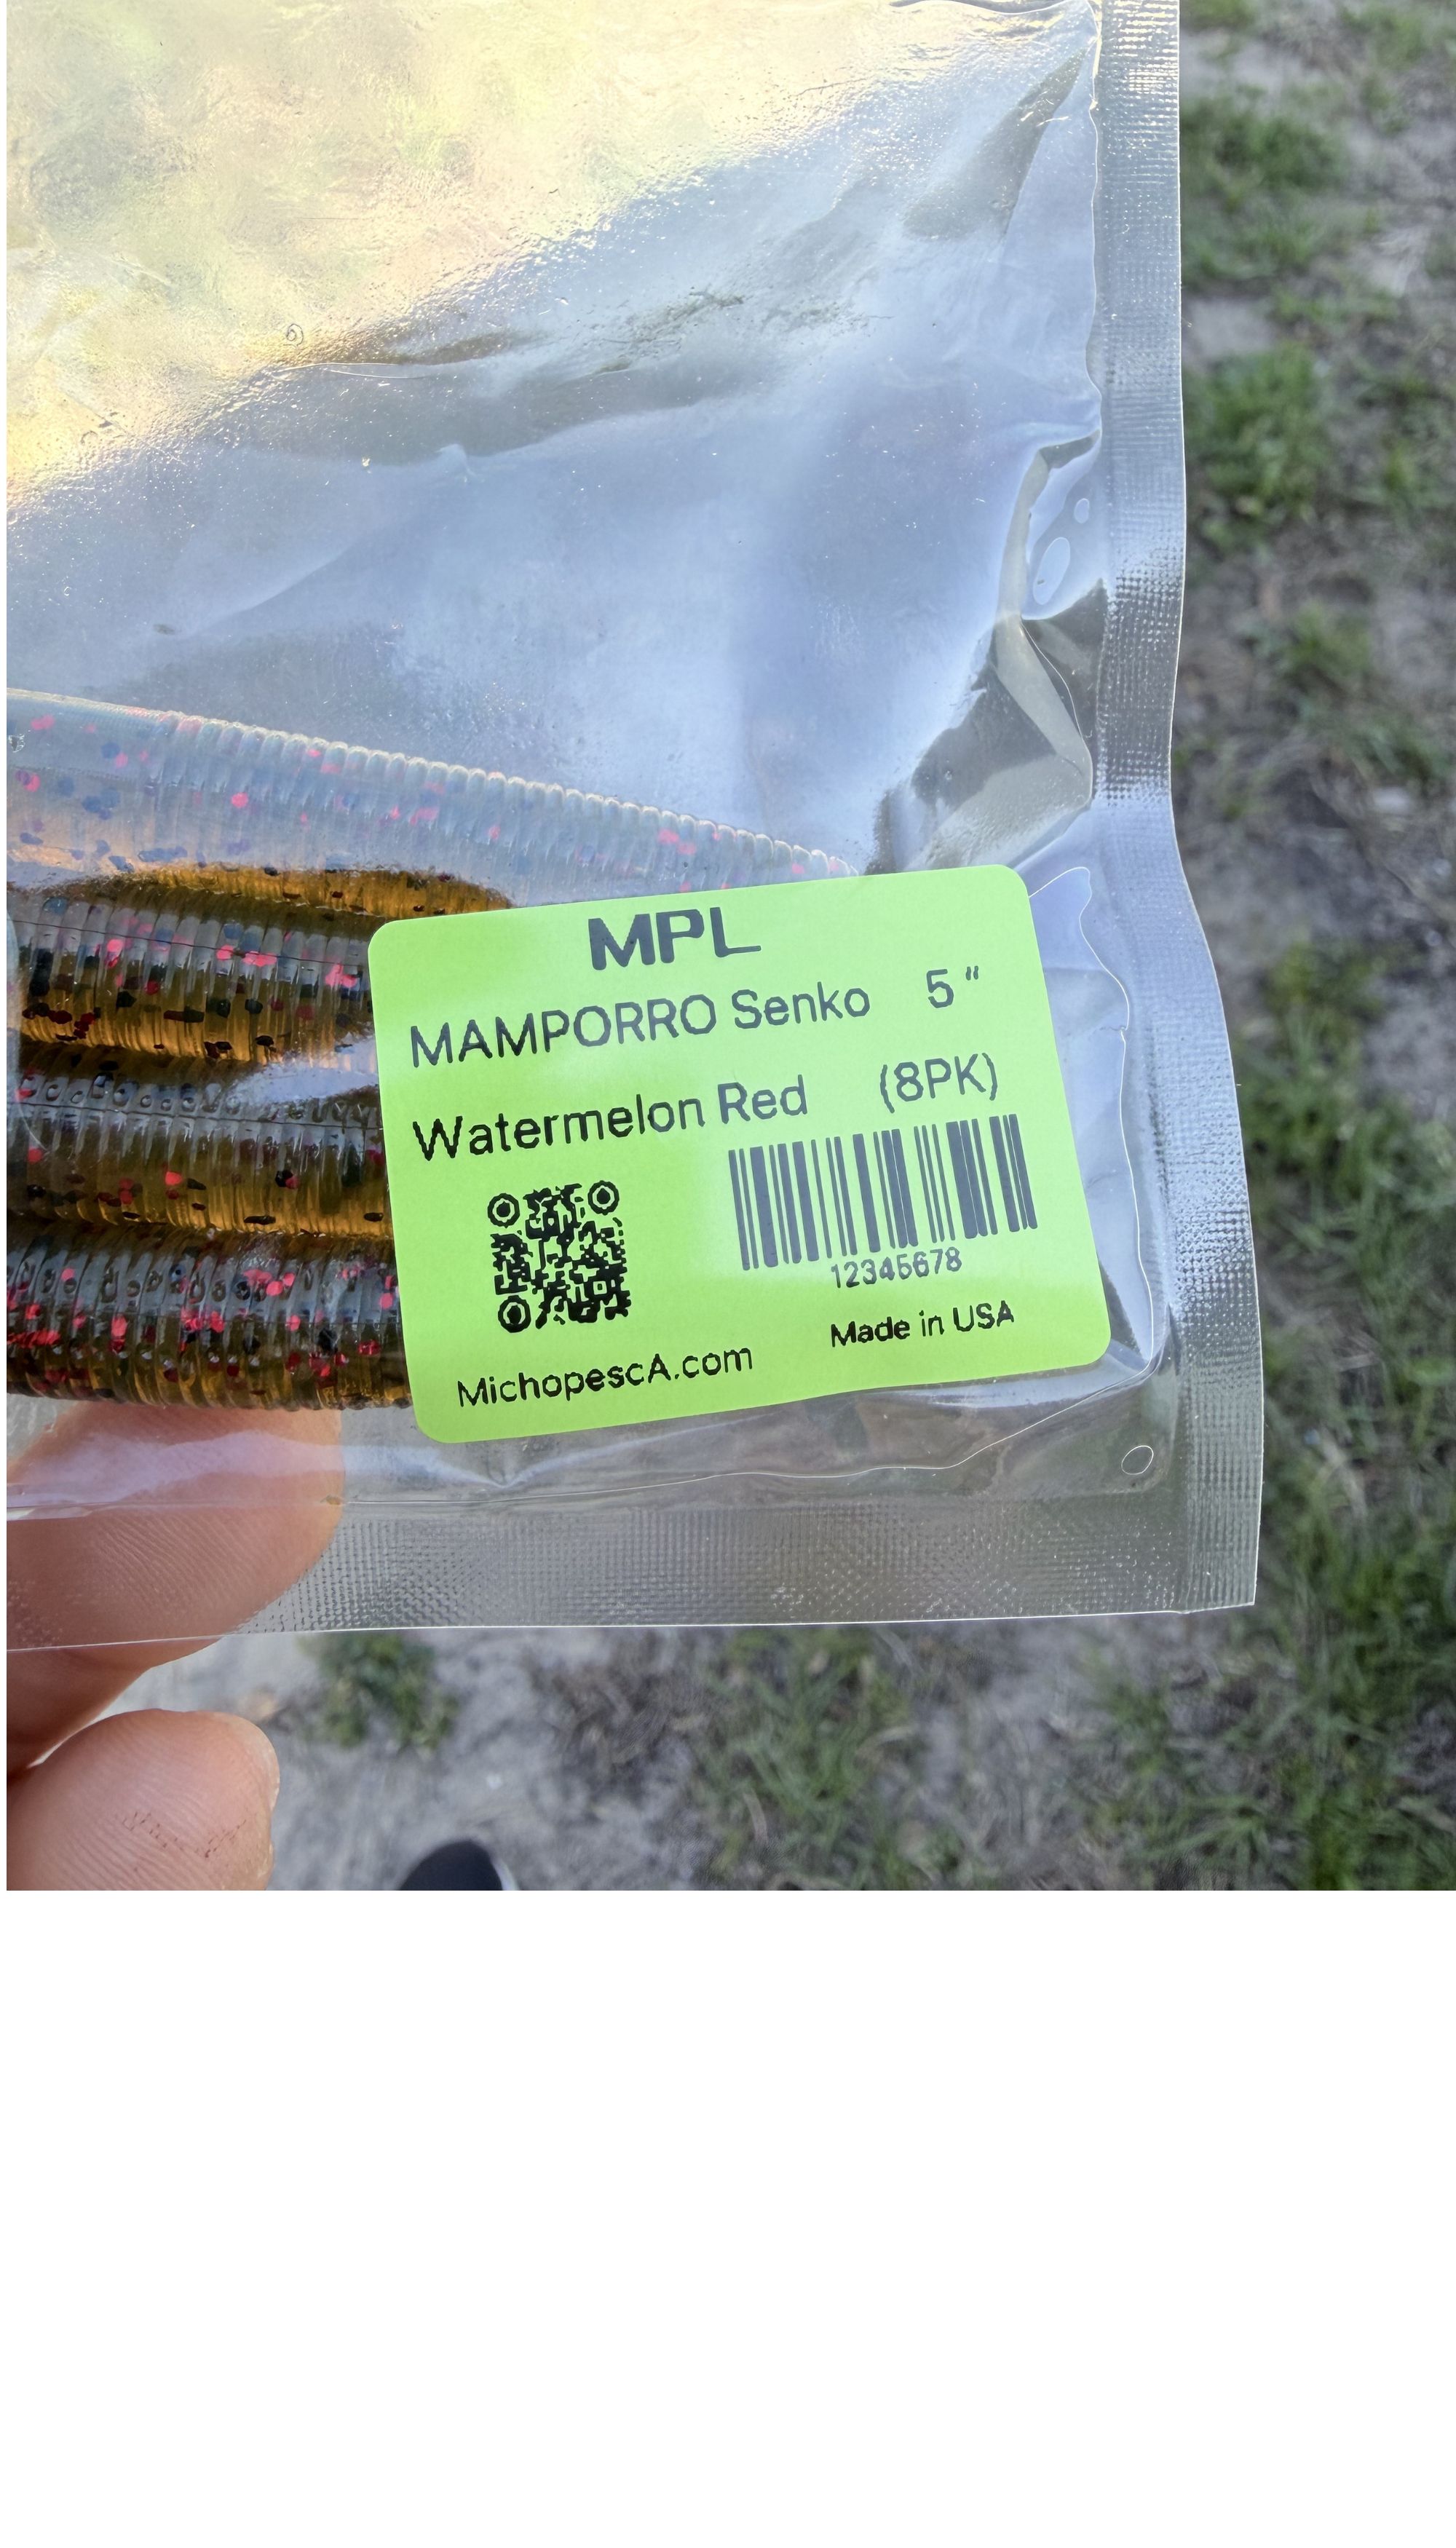 MPL
MAMPORRO Senko 5"
Watermelon Red (8PK)
12345678
Made in USA
MichopescA.com